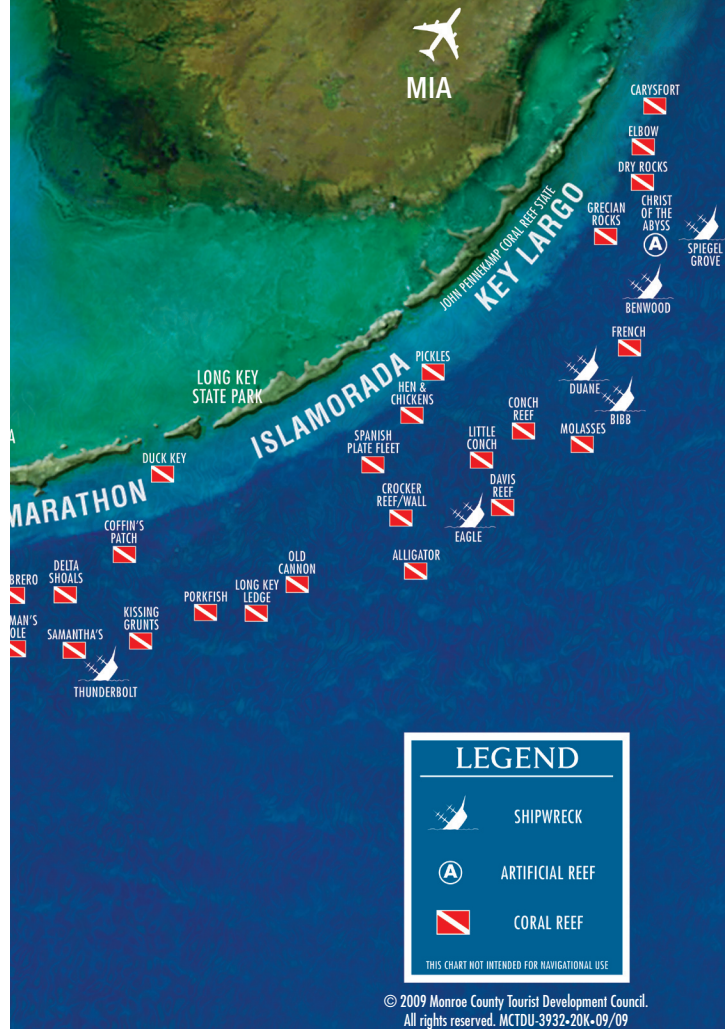 MIA
CARYSFORT
ELBOW
DRY ROCKS
CHRIST
OF THE
ABYSS
A
GRECIAN
ROCKS
SPIEGEL
GROVE
JOHN PENNEKAMP CORAL REEF STATE
KEY LARGO
BENWOOD
FRENCH
PICKLES
DUANE
BIBB
LONG KEY
STATE PARK
HEN &
CHICKENS
ISLAMORADA
CONCH
REEF
MOLASSES
SPANISH
PLATE FLEET
LITTLE
CONCH
A
DUCK KEY
MARATHON
CROCKER
REEF/WALL
DAVIS
REEF
EAGLE
COFFIN'S
PATCH
ALLIGATOR
OLD
CANNON
BRERO
DELTA
SHOALS
PORKFISH
LONG KEY
LEDGE
MAN'S
OLE
SAMANTHA'S
KISSING
GRUNTS
THUNDERBOLT
LEGEND
SHIPWRECK
A ARTIFICIAL REEF
CORAL REEF
THIS CHART NOT INTENDED FOR NAVIGATIONAL USE
© 2009 Monroe County Tourist Development Council.
All rights reserved. MCTDU-3932•20K•09/09